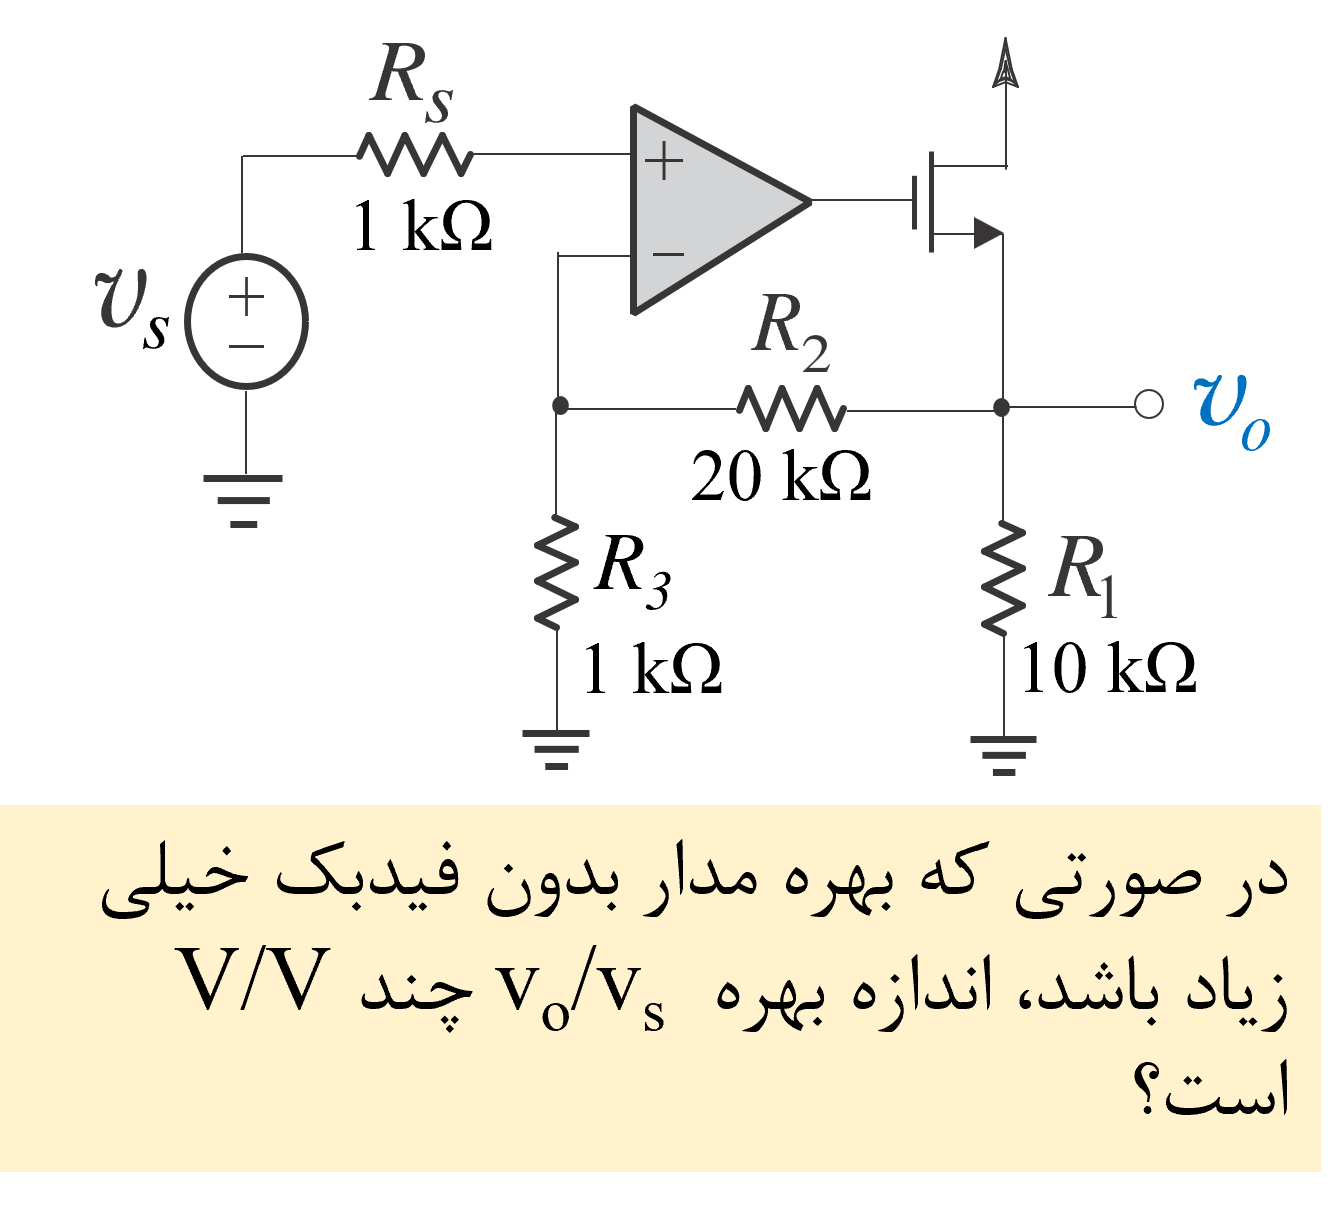 R_s
1 kΩ
+
−
v_s
+
−
R_2
20 kΩ
v_o
R_3
1 kΩ
R_1
10 kΩ
در صورتی که بهره مدار بدون فیدبک خیلی
زیاد باشد، اندازه بهره v_o/v_s چند V/V
است؟